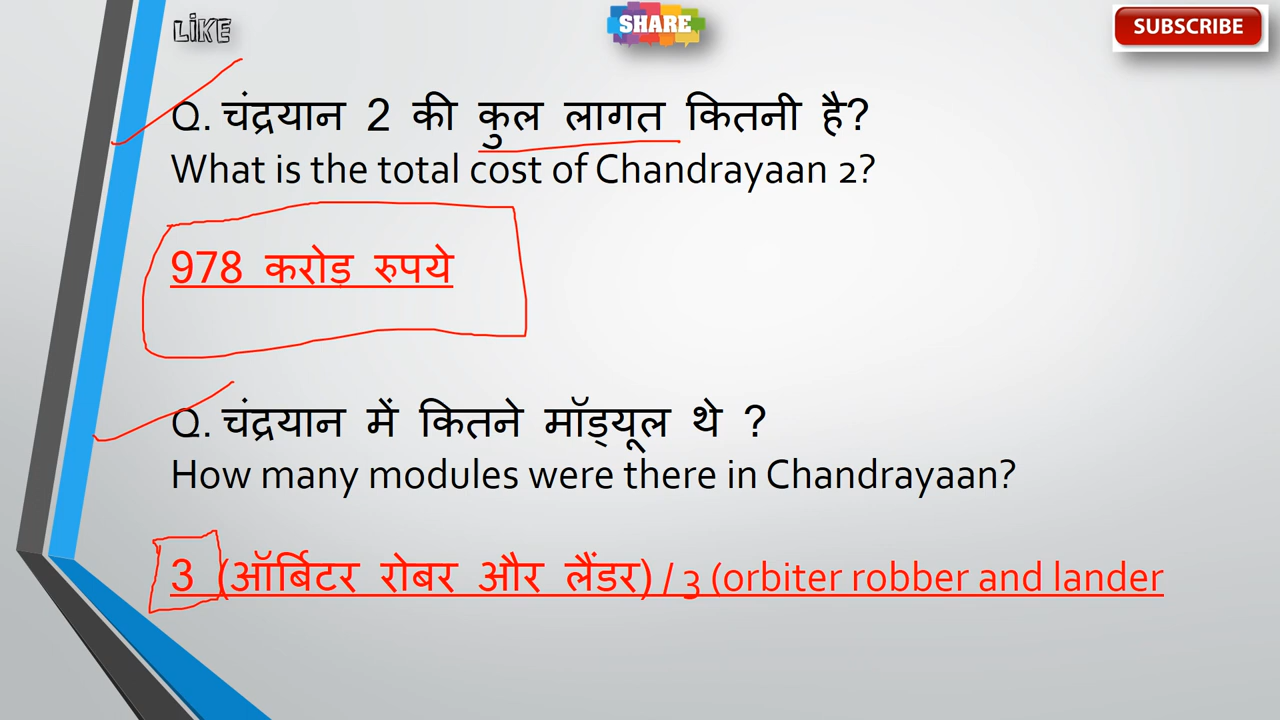 LIKE
SHARE
SUBSCRIBE
Q. चंद्रयान 2 की कुल लागत कितनी है?
What is the total cost of Chandrayaan 2?
978 करोड़ रुपये
Q. चंद्रयान में कितने मॉड्यूल थे ?
How many modules were there in Chandrayaan?
3 (ऑर्बिटर रोबर और लैंडर) / 3 (orbiter robber and lander